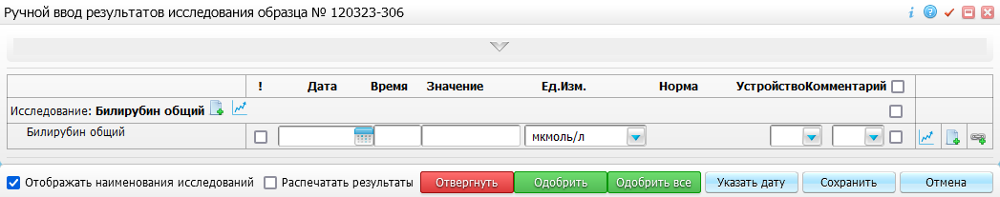 Ручной ввод результатов исследования образца № 120323-306
! Дата Время Значение Ед.Изм. Норма Устройство Комментарий
Исследование: Билирубин общий
Билирубин общий мкмоль/л
Отображать наименования исследований Распечатать результаты Отвергнуть Одобрить Одобрить все Указать дату Сохранить Отмена